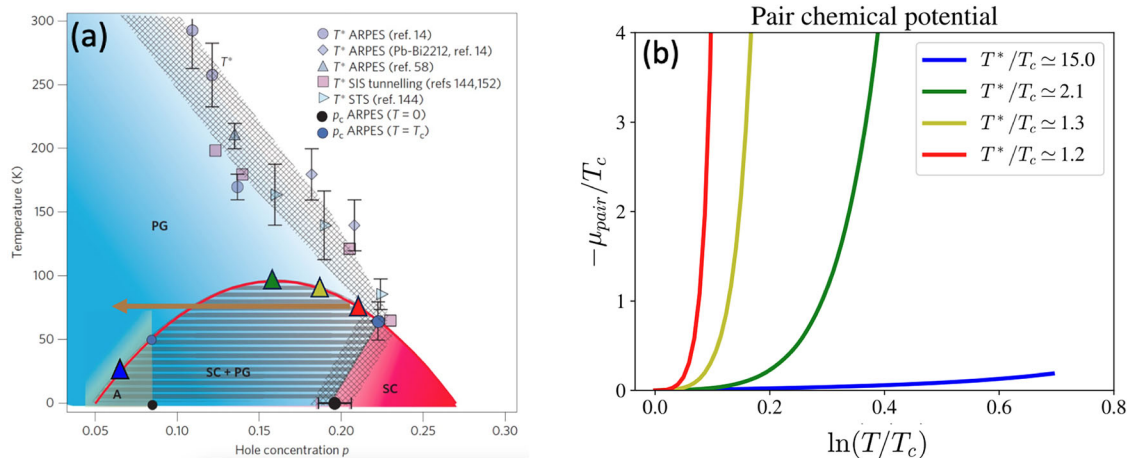 (a)
300
250
200
150
100
50
0
Temperature (K)
0.05
0.10
0.15
0.20
0.25
0.30
Hole concentration p
T*
T* ARPES (ref. 14)
T* ARPES (Pb-Bi2212, ref. 14)
T* ARPES (ref. 58)
T* SIS tunnelling (refs 144,152)
T* STS (ref. 144)
pc ARPES (T = 0)
pc ARPES (T = Tc)
PG
SC + PG
A
SC
Pair chemical potential
(b)
T*/Tc ≃ 15.0
T*/Tc ≃ 2.1
T*/Tc ≃ 1.3
T*/Tc ≃ 1.2
4
3
2
1
0
−μpair/Tc
0.0
0.2
0.4
0.6
0.8
ln(T/Tc)